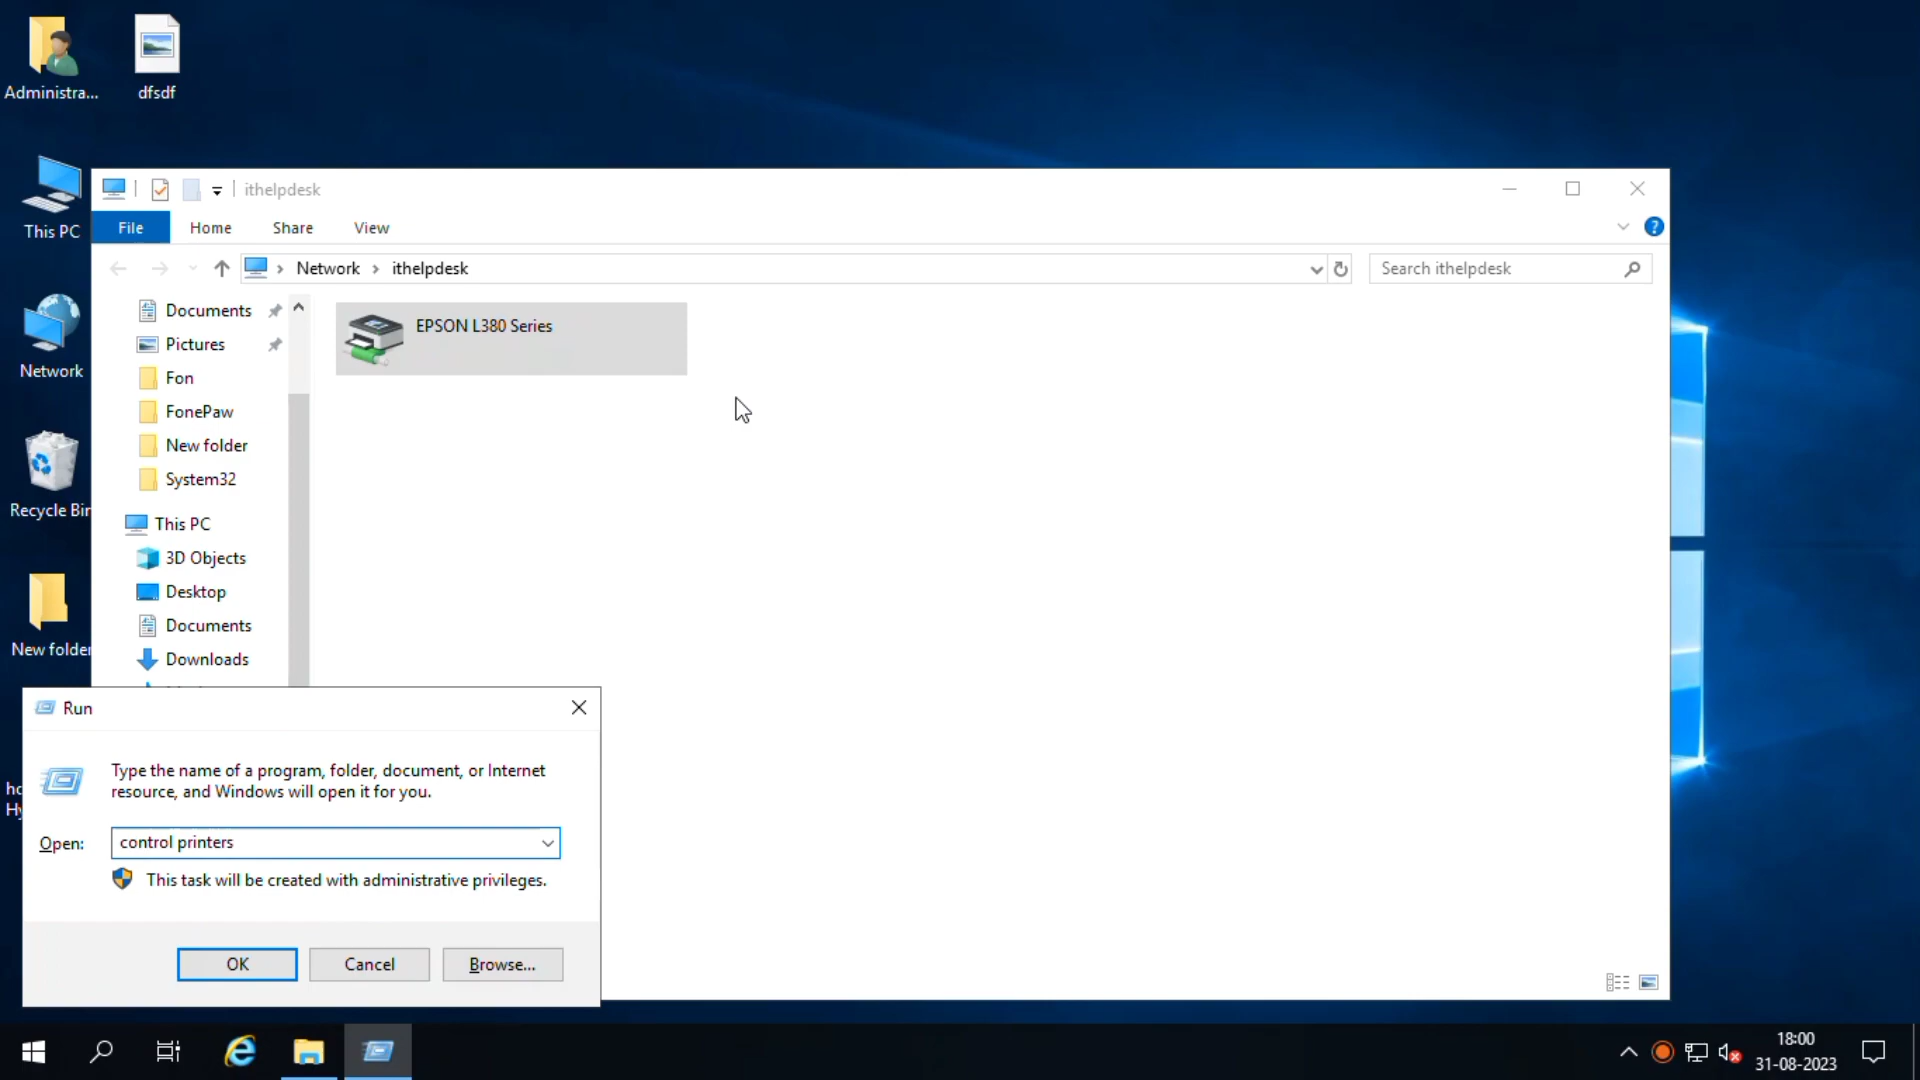 Administra...
dfsdf
This PC
Network
Recycle Bin
New folder
ithelpdesk
File Home Share View
?
Network > ithelpdesk
Search ithelpdesk
Documents
Pictures
Fon
FonePaw
New folder
System32
This PC
3D Objects
Desktop
Documents
Downloads
EPSON L380 Series
Run
Type the name of a program, folder, document, or Internet
resource, and Windows will open it for you.
Open: control printers
This task will be created with administrative privileges.
OK Cancel Browse...
18:00
31-08-2023